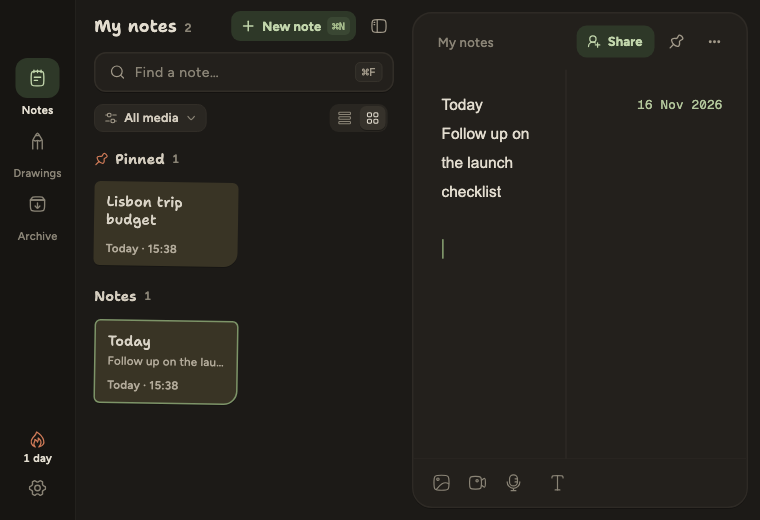 Notes
Drawings
Archive
1 day
My notes 2
New note ⌘N
Find a note...
⌘F
All media
Pinned 1
Lisbon trip
budget
Today · 15:38
Notes 1
Today
Follow up on the lau...
Today · 15:38
My notes
Share
Today
Follow up on
the launch
checklist
16 Nov 2026